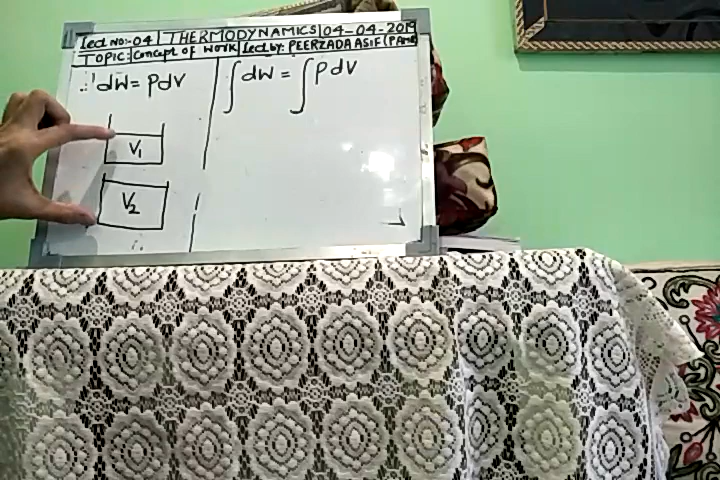 Lect No:-04 | THERMODYNAMICS | 04-04-2019
TOPIC: Concept of Work | Lect by: PEERZADA ASIF
∴ dW = PdV
∫dW = ∫PdV
V₁
V₂